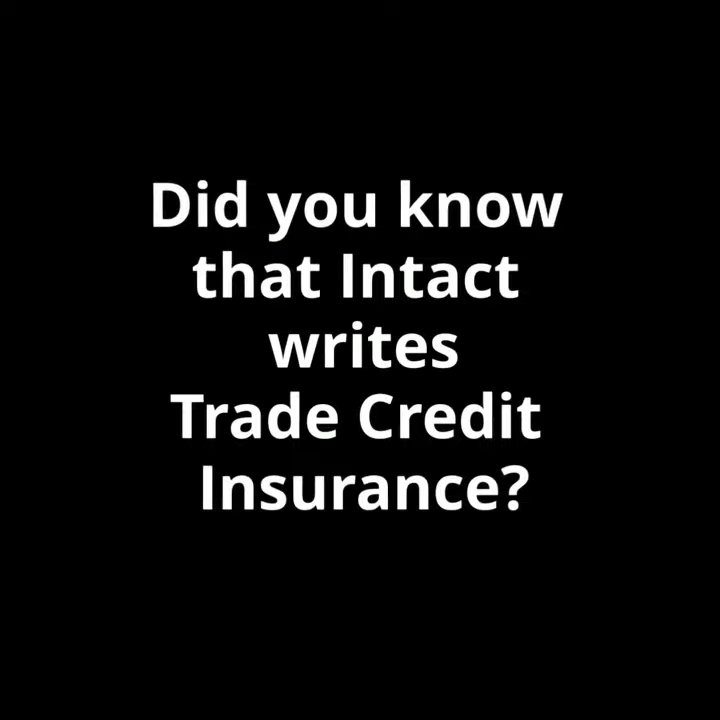 Did you know
that Intact
writes
Trade Credit
Insurance?